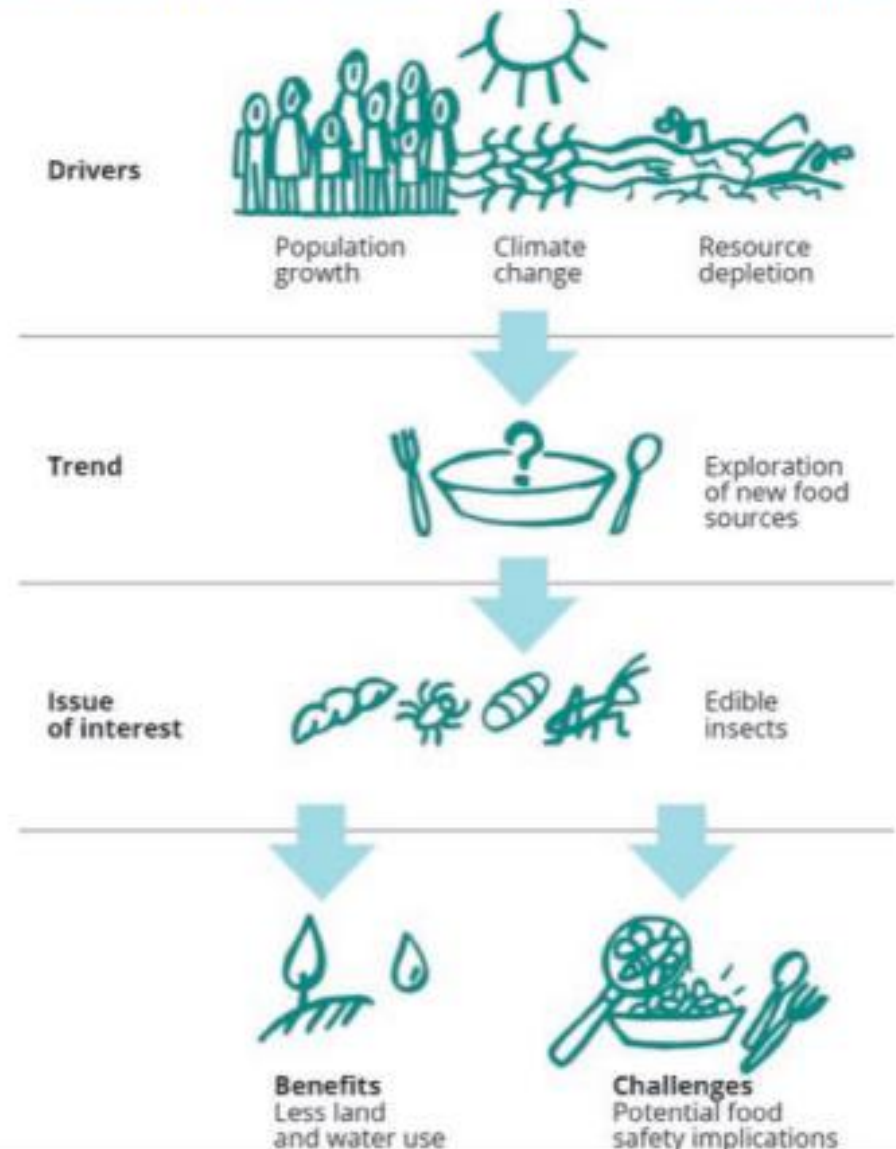 Drivers
Population
growth
Climate
change
Resource
depletion
Trend
?
Exploration
of new food
sources
Issue
of interest
Edible
insects
Benefits
Less land
and water use
Challenges
Potential food
safety implications